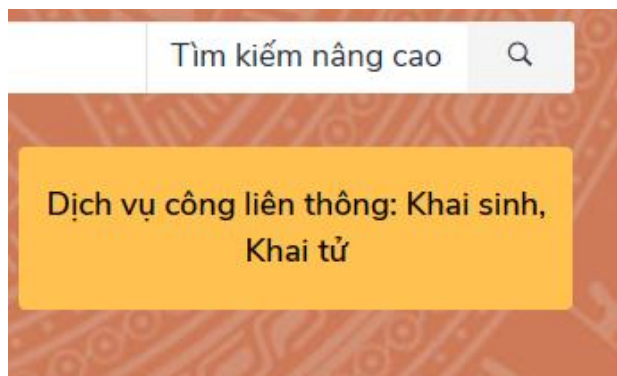 Tìm kiếm nâng cao
Dịch vụ công liên thông: Khai sinh,
Khai tử